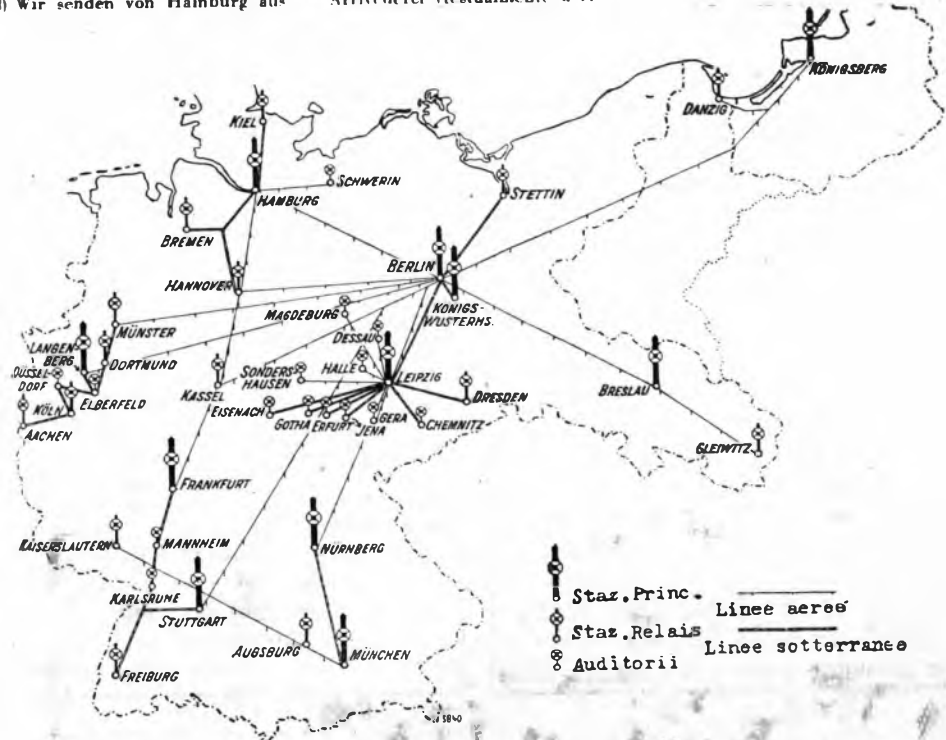 Wir senden von Hamburg aus
KÖNIGSBERG
DANZIG
KIEL
SCHWERIN
STETTIN
HAMBURG
BREMEN
BERLIN
HANNOVER
KÖNIGS-
WUSTERHS.
MAGDEBURG
MÜNSTER
DESSAU
LANGEN
BERG
DORTMUND
HALLE
SONDERS
HAUSEN
LEIPZIG
BRESLAU
DÜSSEL
DORF
KASSEL
DRESDEN
ELBERFELD
KÖLN
EISENACH
GOTHA
ERFURT
JENA
GERA
CHEMNITZ
AACHEN
GLEIWITZ
FRANKFURT
KAISERSLAUTERN
MANNHEIM
NÜRNBERG
KARLSRUHE
STUTTGART
AUGSBURG
MÜNCHEN
FREIBURG
Staz.Princ.
Linee aeree
Staz.Relais
Linee sotterranee
Auditorii